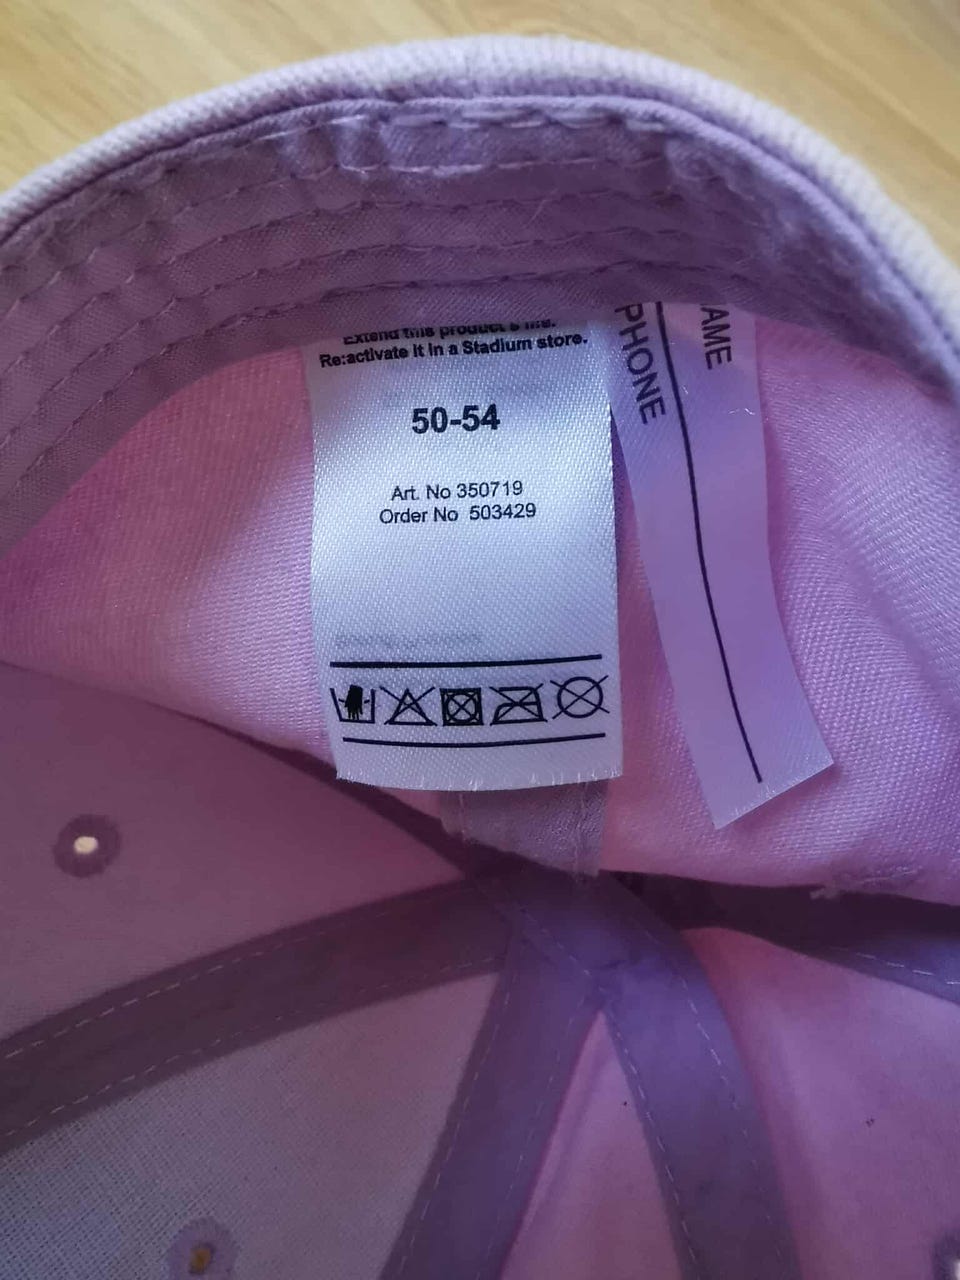 Extend this product's life.
Re:activate it in a Stadium store.
50-54
Art. No 350719
Order No 503429
PHONE
AME